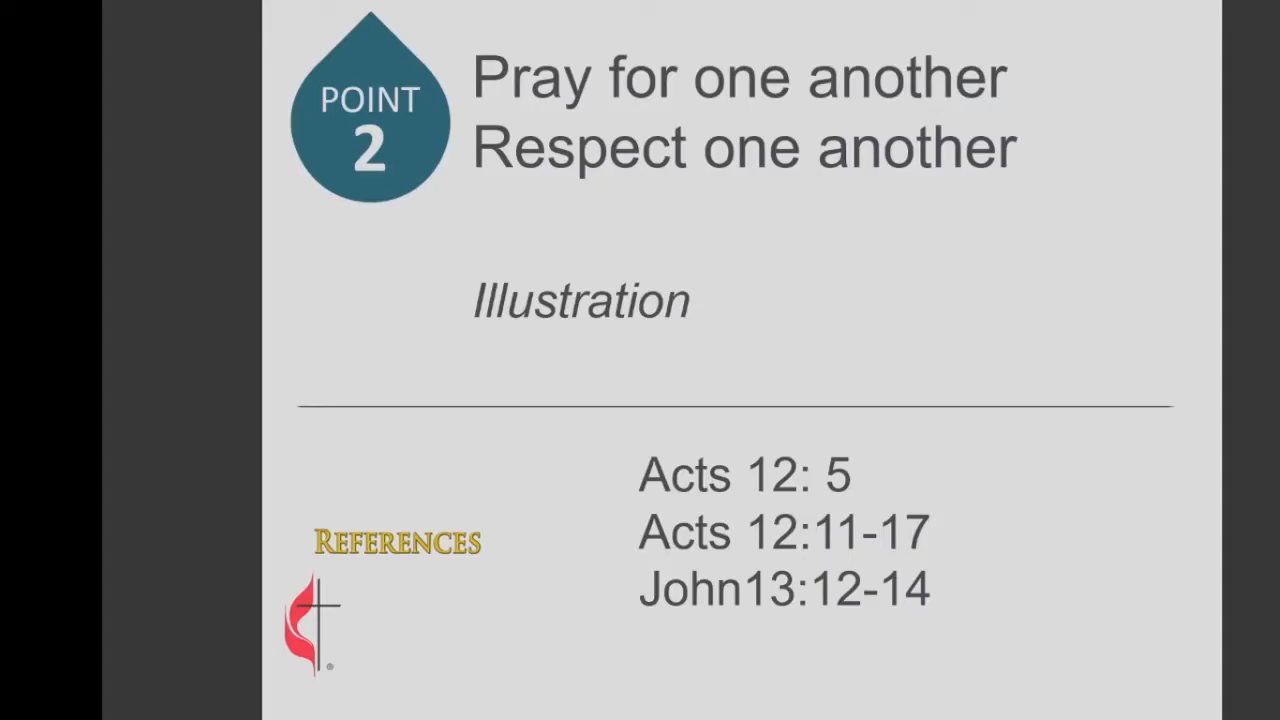 POINT
2
Pray for one another
Respect one another
Illustration
Acts 12: 5
Acts 12:11-17
John13:12-14
REFERENCES
®